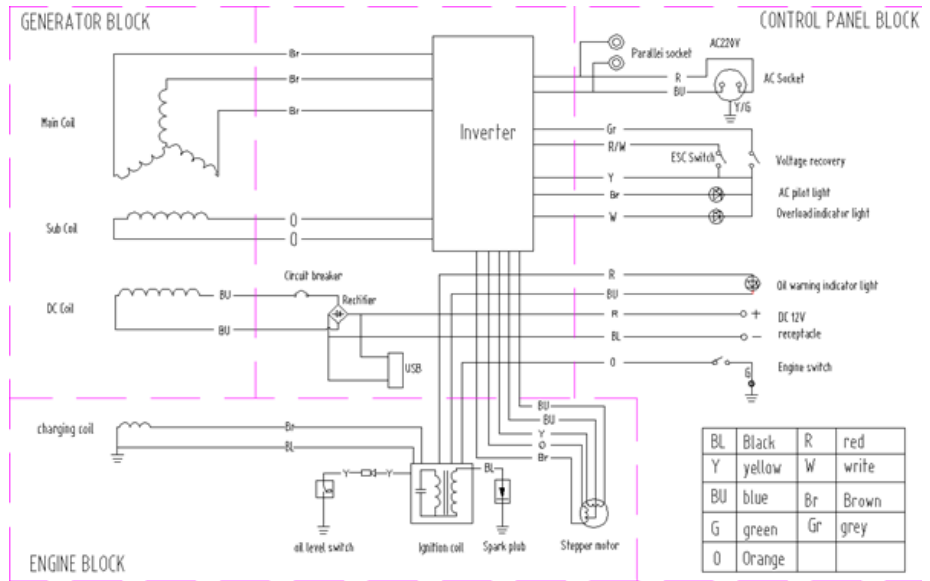 GENERATOR BLOCK
CONTROL PANEL BLOCK
Br
Br
Br
Main Coil
Inverter
Parallei socket
AC220V
R
BU
AC Socket
Y/G
Gr
R/W
ESC Switch
Voltage recovery
Y
Br
AC pilot light
W
Overload indicator light
Sub Coil
O
O
DC Coil
BU
BU
Circuit breaker
Rectifier
USB
R
BU
Oil warning indicator light
R
+
DC 12V
BL
−
receptacle
O
Engine switch
G
charging coil
Br
BL
BU
BU
Y
O
Br
Y
Y
BL
oil level switch
Ignition coil
Spark plub
Stepper motor
ENGINE BLOCK
BL Black R red
Y yellow W write
BU blue Br Brown
G green Gr grey
O Orange